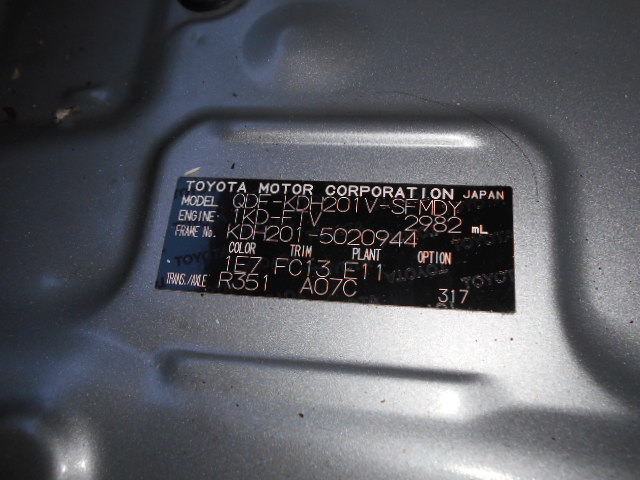 TOYOTA MOTOR CORPORATION JAPAN
MODEL QDF-KDH201V-SFMDY
ENGINE 1KD-FTV 2982 mL
FRAME No. KDH201-5020944
COLOR TRIM PLANT OPTION
1E7 FC13 E11
TRANS./AXLE R351 A07C 317